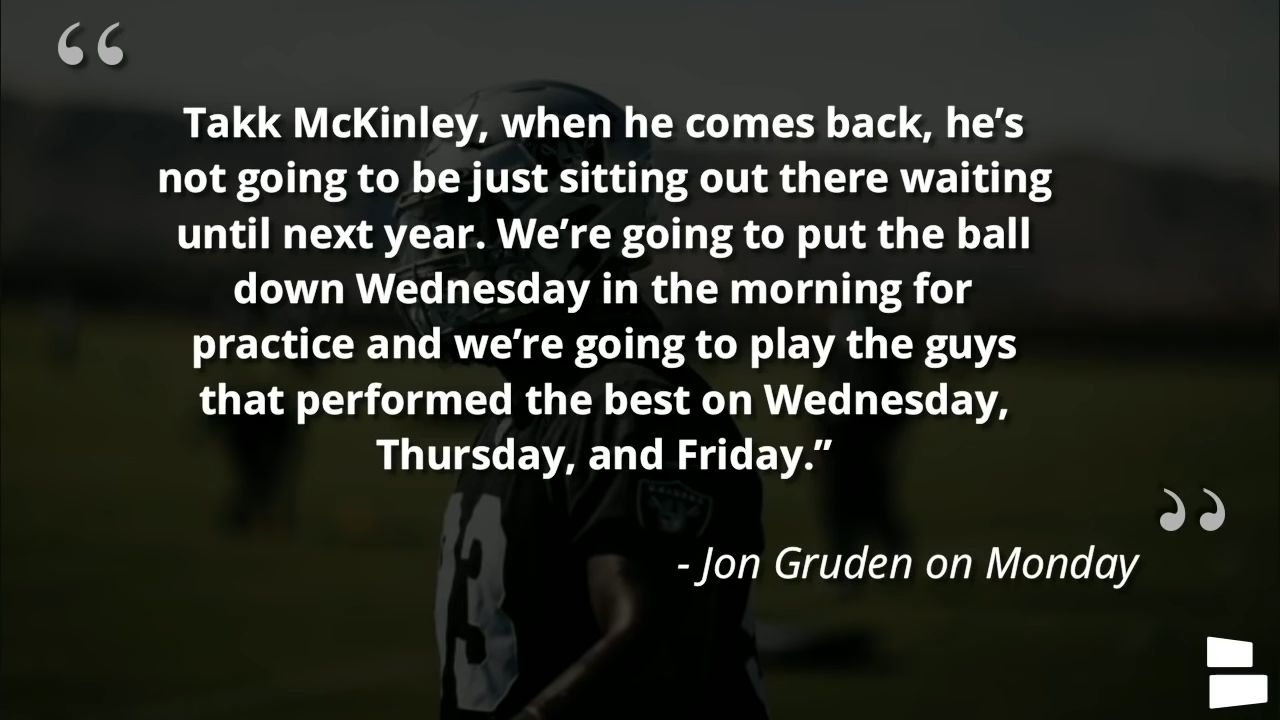 “
Takk McKinley, when he comes back, he’s
not going to be just sitting out there waiting
until next year. We’re going to put the ball
down Wednesday in the morning for
practice and we’re going to play the guys
that performed the best on Wednesday,
Thursday, and Friday.”
”
- Jon Gruden on Monday
RAIDERS